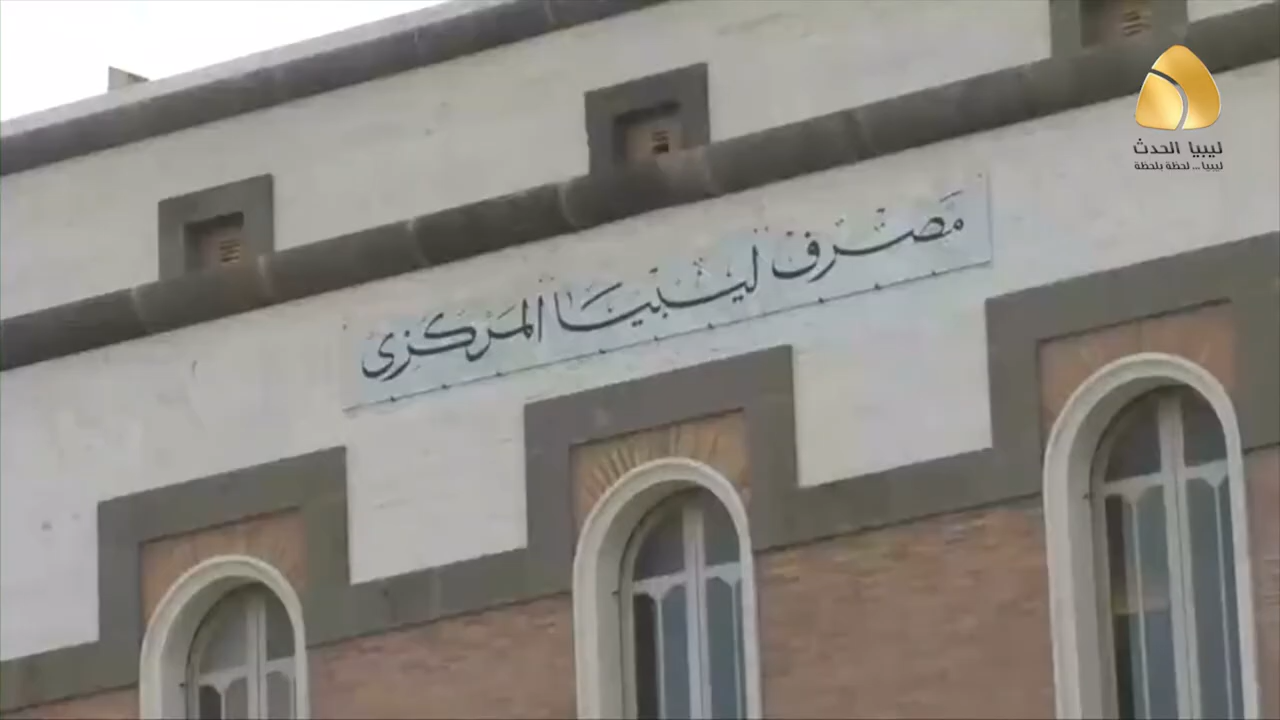 ليبيا الحدث
ليبيا... لحظة بلحظة
مصرف ليبيا المركزي